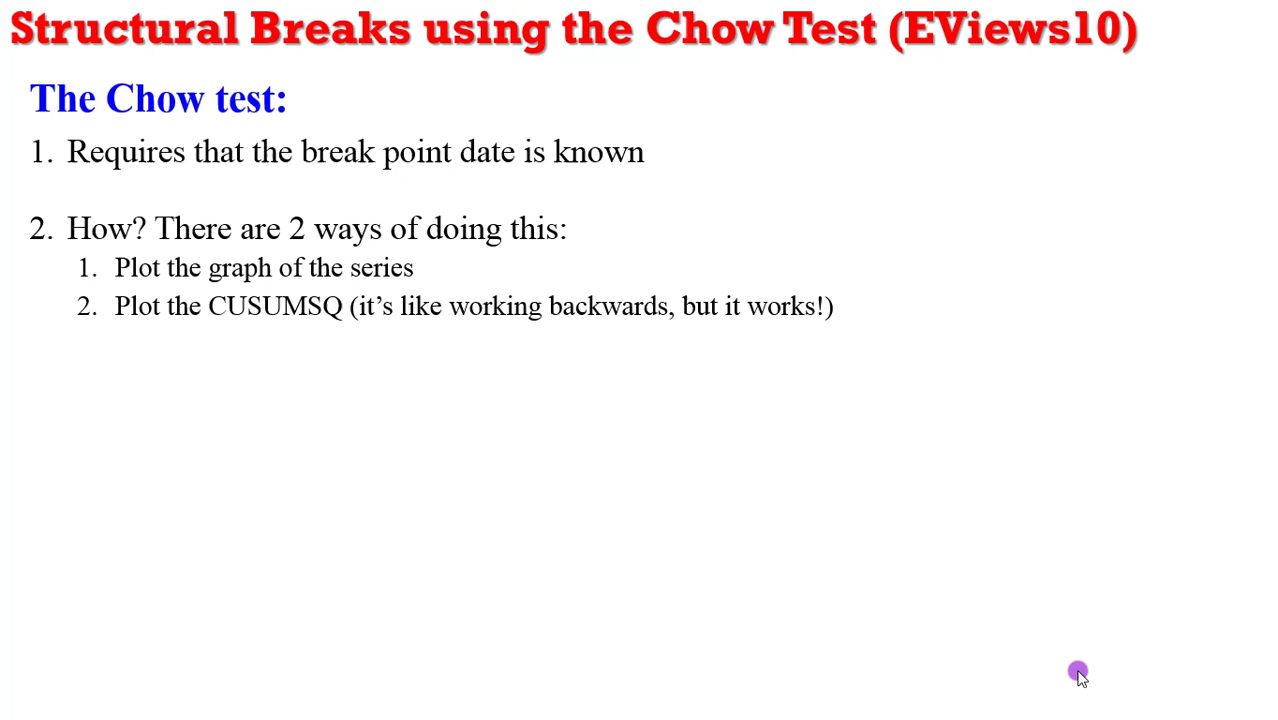 Structural Breaks using the Chow Test (EViews10)
The Chow test:
1. Requires that the break point date is known
2. How? There are 2 ways of doing this:
1. Plot the graph of the series
2. Plot the CUSUMSQ (it’s like working backwards, but it works!)